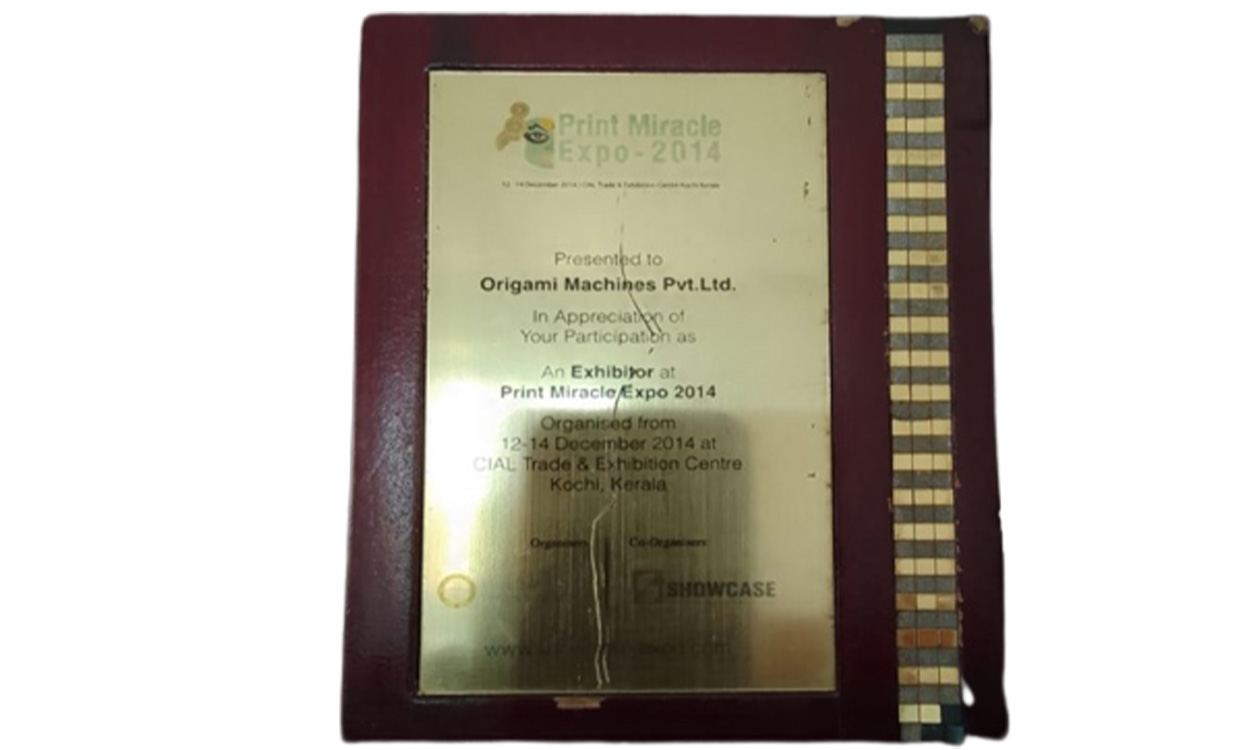 Print Miracle
Expo - 2014
12 - 14 December 2014 | CIAL Trade & Exhibition Centre Kochi Kerala
Presented to
Origami Machines Pvt.Ltd.
In Appreciation of
Your Participation as
An Exhibitor at
Print Miracle Expo 2014
Organised from
12-14 December 2014 at
CIAL Trade & Exhibition Centre
Kochi, Kerala
Organisers Co-Organisers
SHOWCASE